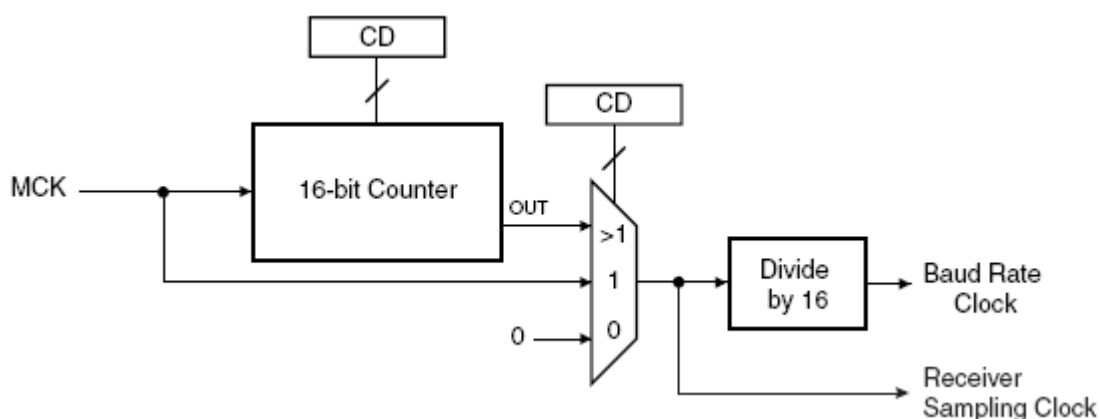 CD
CD
MCK
16-bit Counter
OUT
>1
1
0
0
Divide
by 16
Baud Rate
Clock
Receiver
Sampling Clock